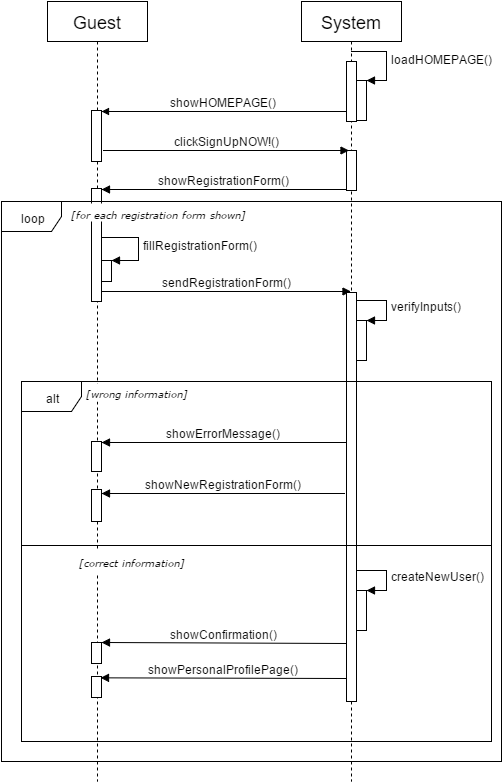 Guest
System
loadHOMEPAGE()
showHOMEPAGE()
clickSignUpNOW!()
showRegistrationForm()
loop
[for each registration form shown]
fillRegistrationForm()
sendRegistrationForm()
verifyInputs()
alt
[wrong information]
showErrorMessage()
showNewRegistrationForm()
[correct information]
createNewUser()
showConfirmation()
showPersonalProfilePage()